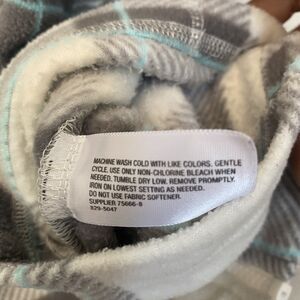 MACHINE WASH COLD WITH LIKE COLORS, GENTLE
CYCLE. USE ONLY NON-CHLORINE BLEACH WHEN
NEEDED. TUMBLE DRY LOW. REMOVE PROMPTLY.
IRON ON LOWEST SETTING AS NEEDED.
DO NOT USE FABRIC SOFTENER.
SUPPLIER 75666-8
829-5047